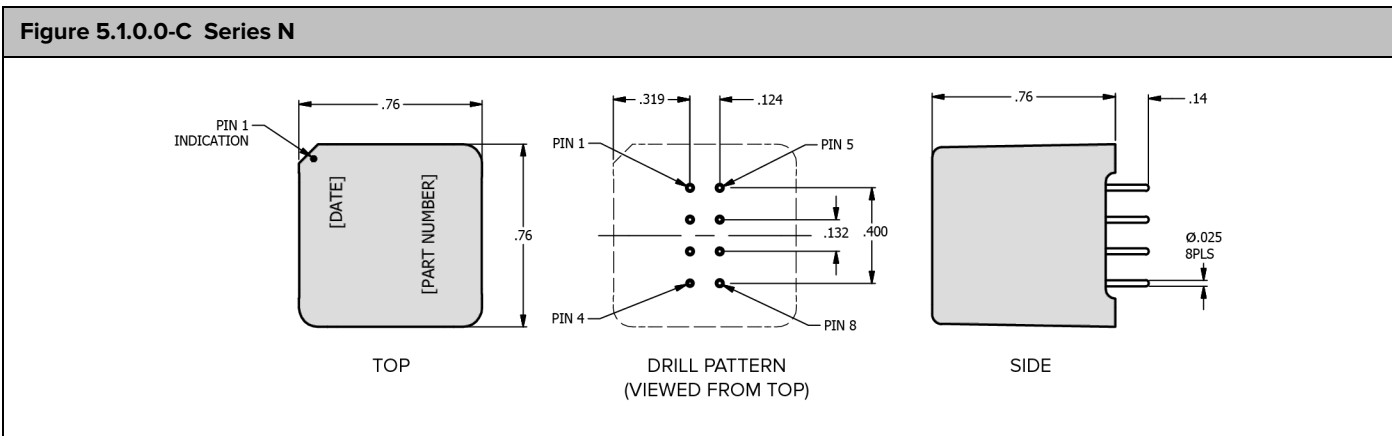 Figure 5.1.0.0-C Series N
.76
PIN 1
INDICATION
[DATE]
[PART NUMBER]
.76
TOP
.319
.124
PIN 1
PIN 5
.132
.400
PIN 4
PIN 8
DRILL PATTERN
(VIEWED FROM TOP)
.76
.14
Ø.025
8PLS
SIDE